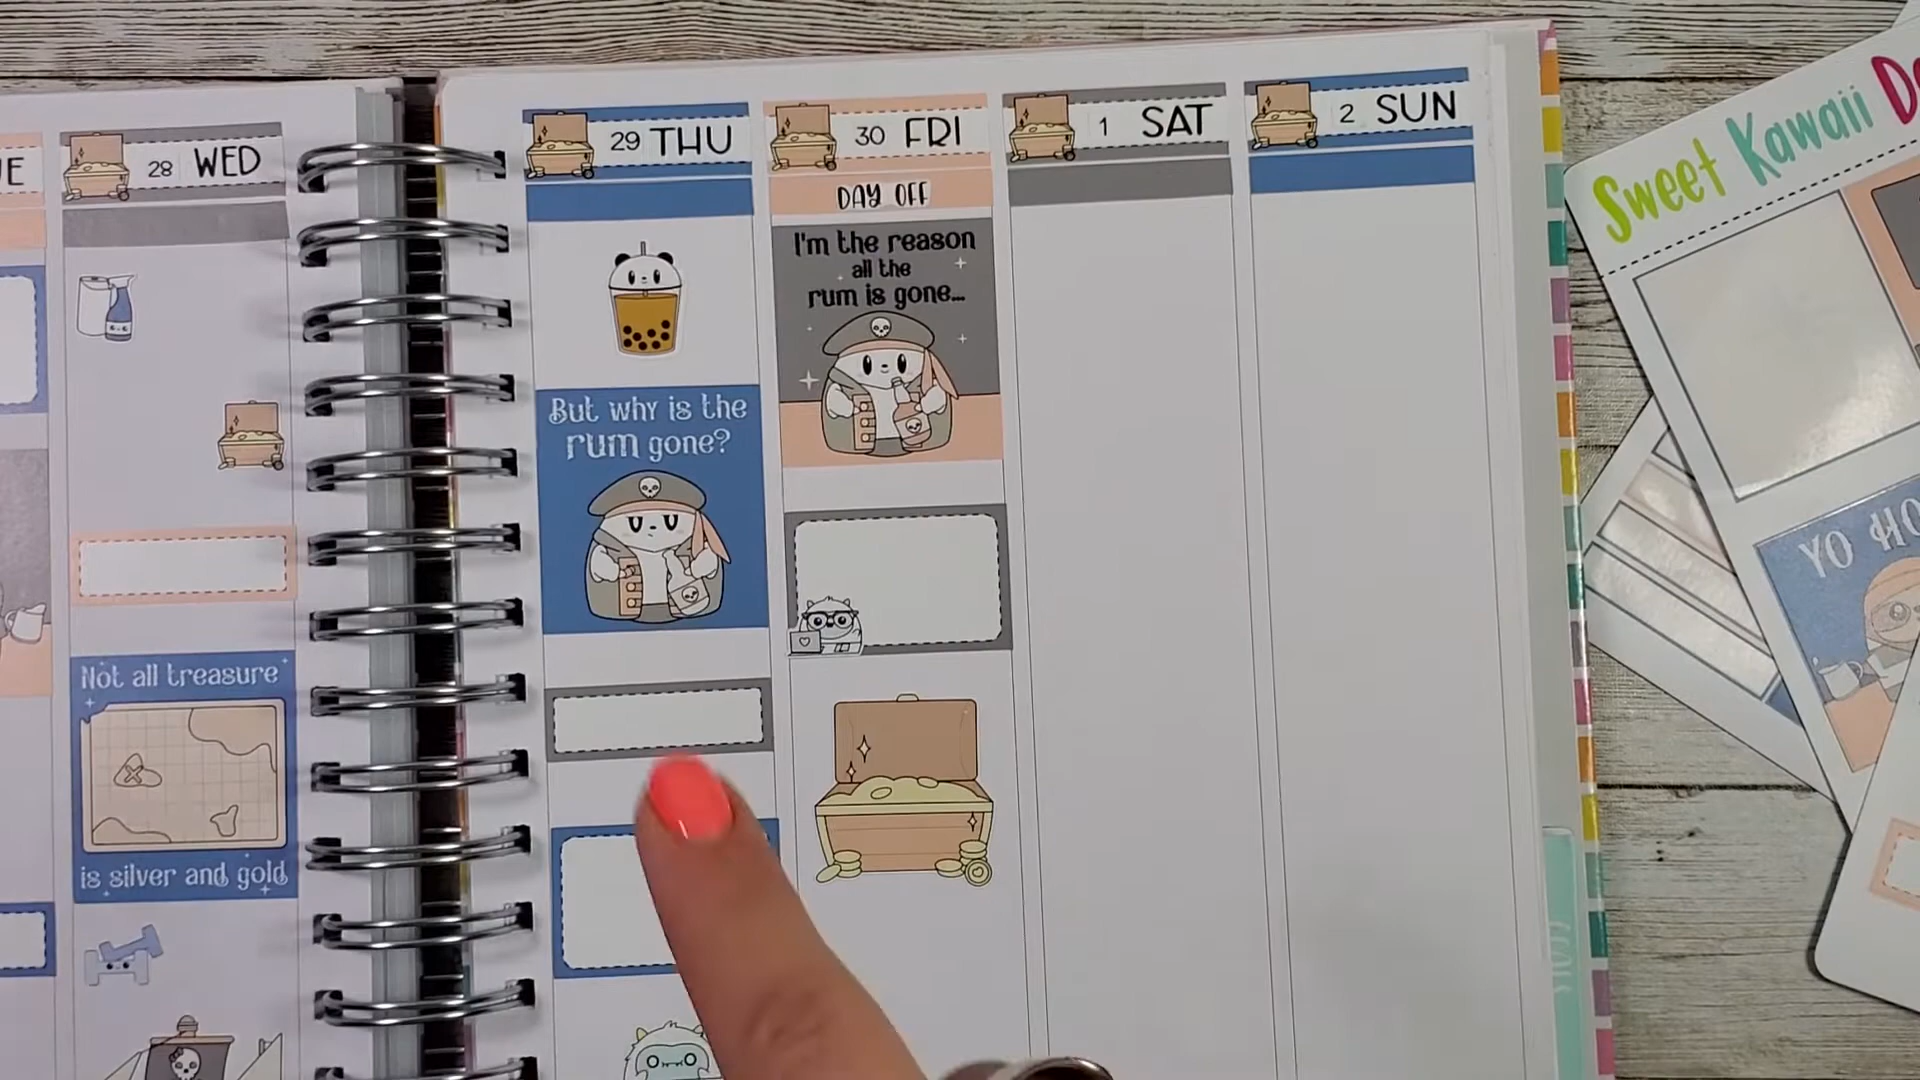 28 WED
29 THU
30 FRI
1 SAT
2 SUN
DAY OFF
I'm the reason
all the
rum is gone...
But why is the
rum gone?
Not all treasure
is silver and gold
Sweet Kawaii
YO HO